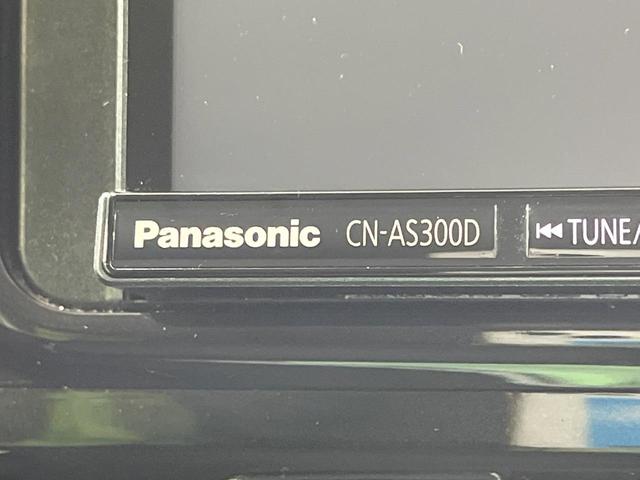 Panasonic CN-AS300D ⏮ TUNE/